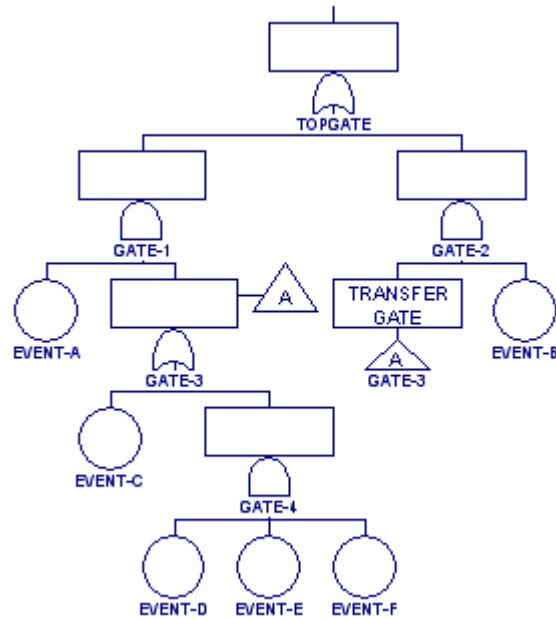 TOPGATE
GATE-1
GATE-2
EVENT-A
A
TRANSFER
GATE
EVENT-B
GATE-3
A
GATE-3
EVENT-C
GATE-4
EVENT-D
EVENT-E
EVENT-F